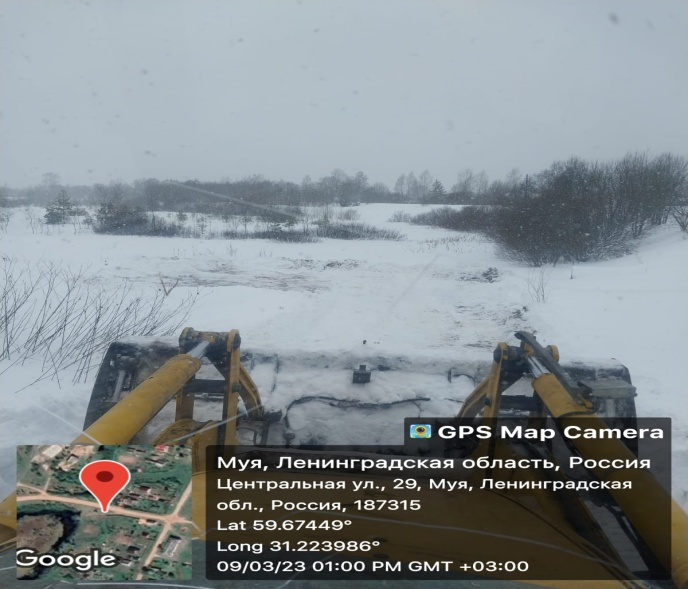 GPS Map Camera
Муя, Ленинградская область, Россия
Центральная ул., 29, Муя, Ленинградская
обл., Россия, 187315
Lat 59.67449°
Long 31.223986°
09/03/23 01:00 PM GMT +03:00
Google